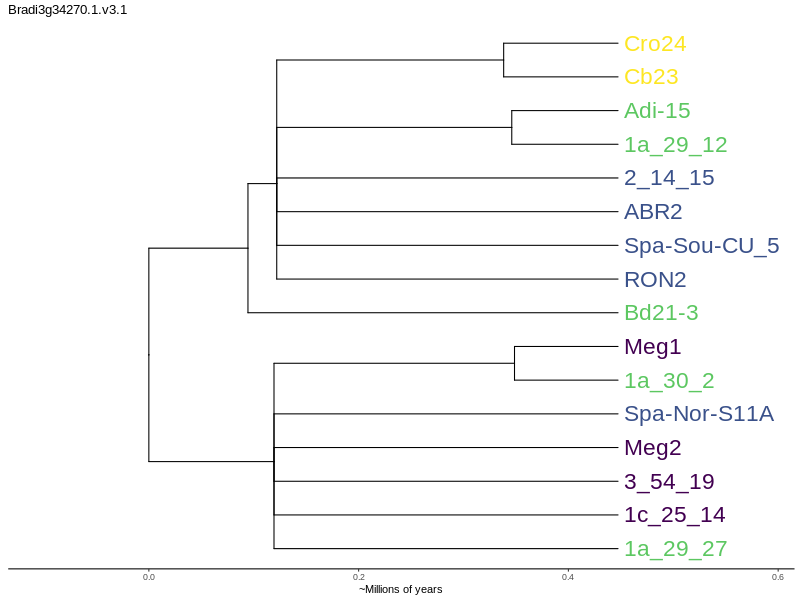 Bradi3g34270.1.v3.1
Cro24
Cb23
Adi-15
1a_29_12
2_14_15
ABR2
Spa-Sou-CU_5
RON2
Bd21-3
Meg1
1a_30_2
Spa-Nor-S11A
Meg2
3_54_19
1c_25_14
1a_29_27
0.0 0.2 0.4 0.6
~Millions of years